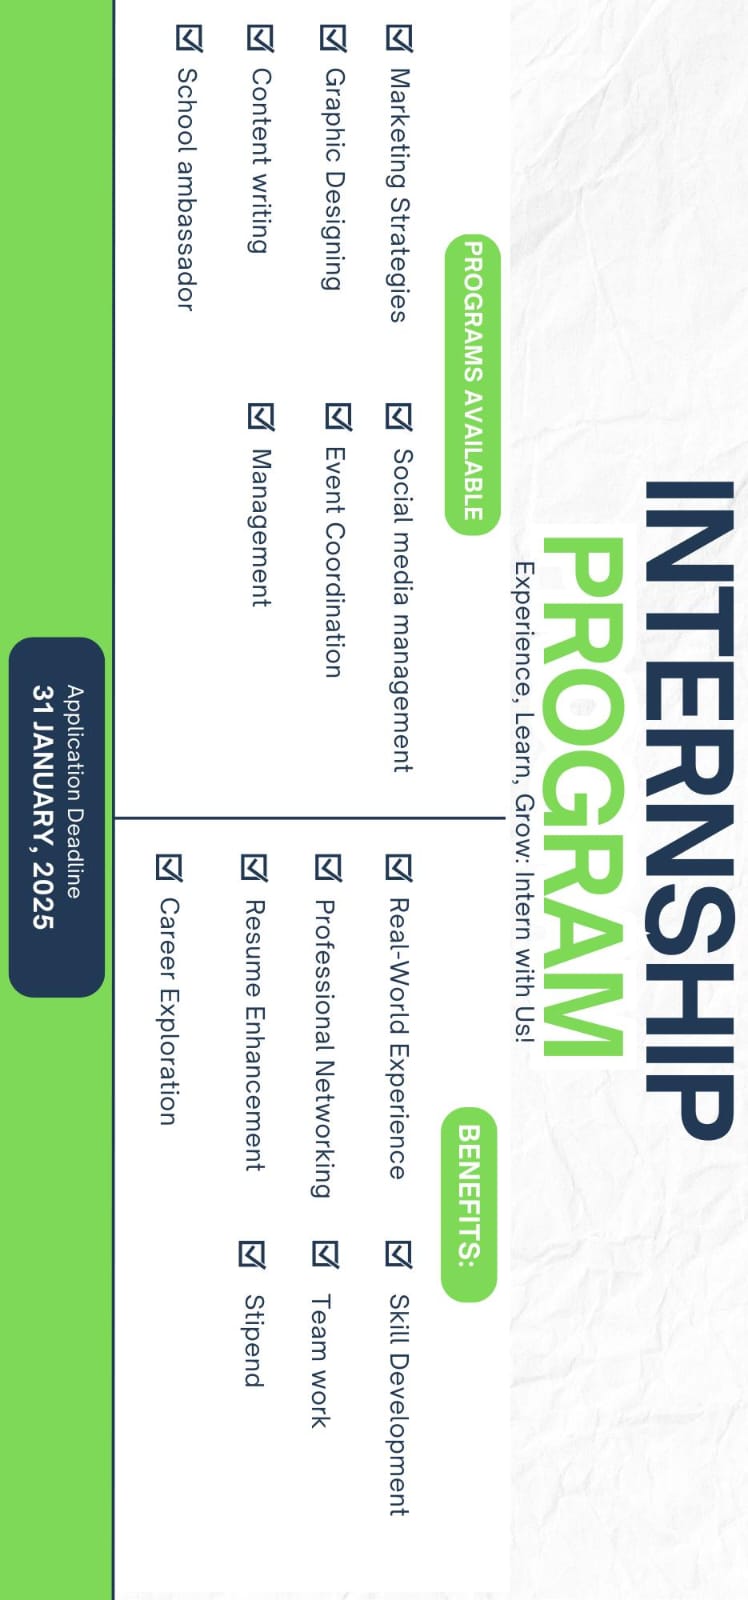 INTERNSHIP
PROGRAM
Experience, Learn, Grow: Intern with Us!
PROGRAMS AVAILABLE
Marketing Strategies
Graphic Designing
Content writing
School ambassador
Social media management
Event Coordination
Management
BENEFITS:
Real-World Experience
Professional Networking
Resume Enhancement
Career Exploration
Skill Development
Team work
Stipend
Application Deadline
31 JANUARY, 2025